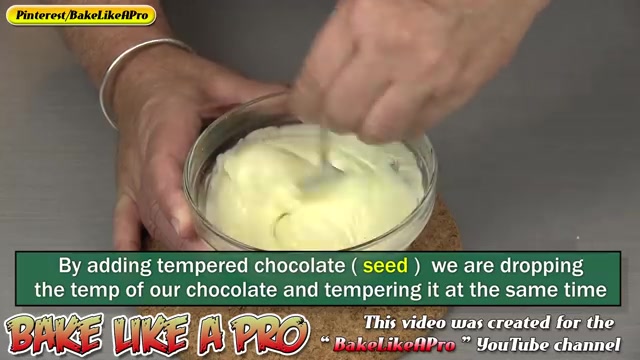 Pinterest/BakeLikeAPro
By adding tempered chocolate ( seed ) we are dropping
the temp of our chocolate and tempering it at the same time
BAKE LIKE A PRO
This video was created for the
" BakeLikeAPro " YouTube channel